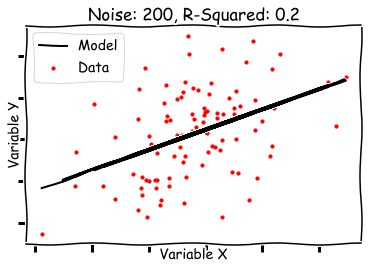 Noise: 200, R-Squared: 0.2
Model
Data
Variable Y
Variable X